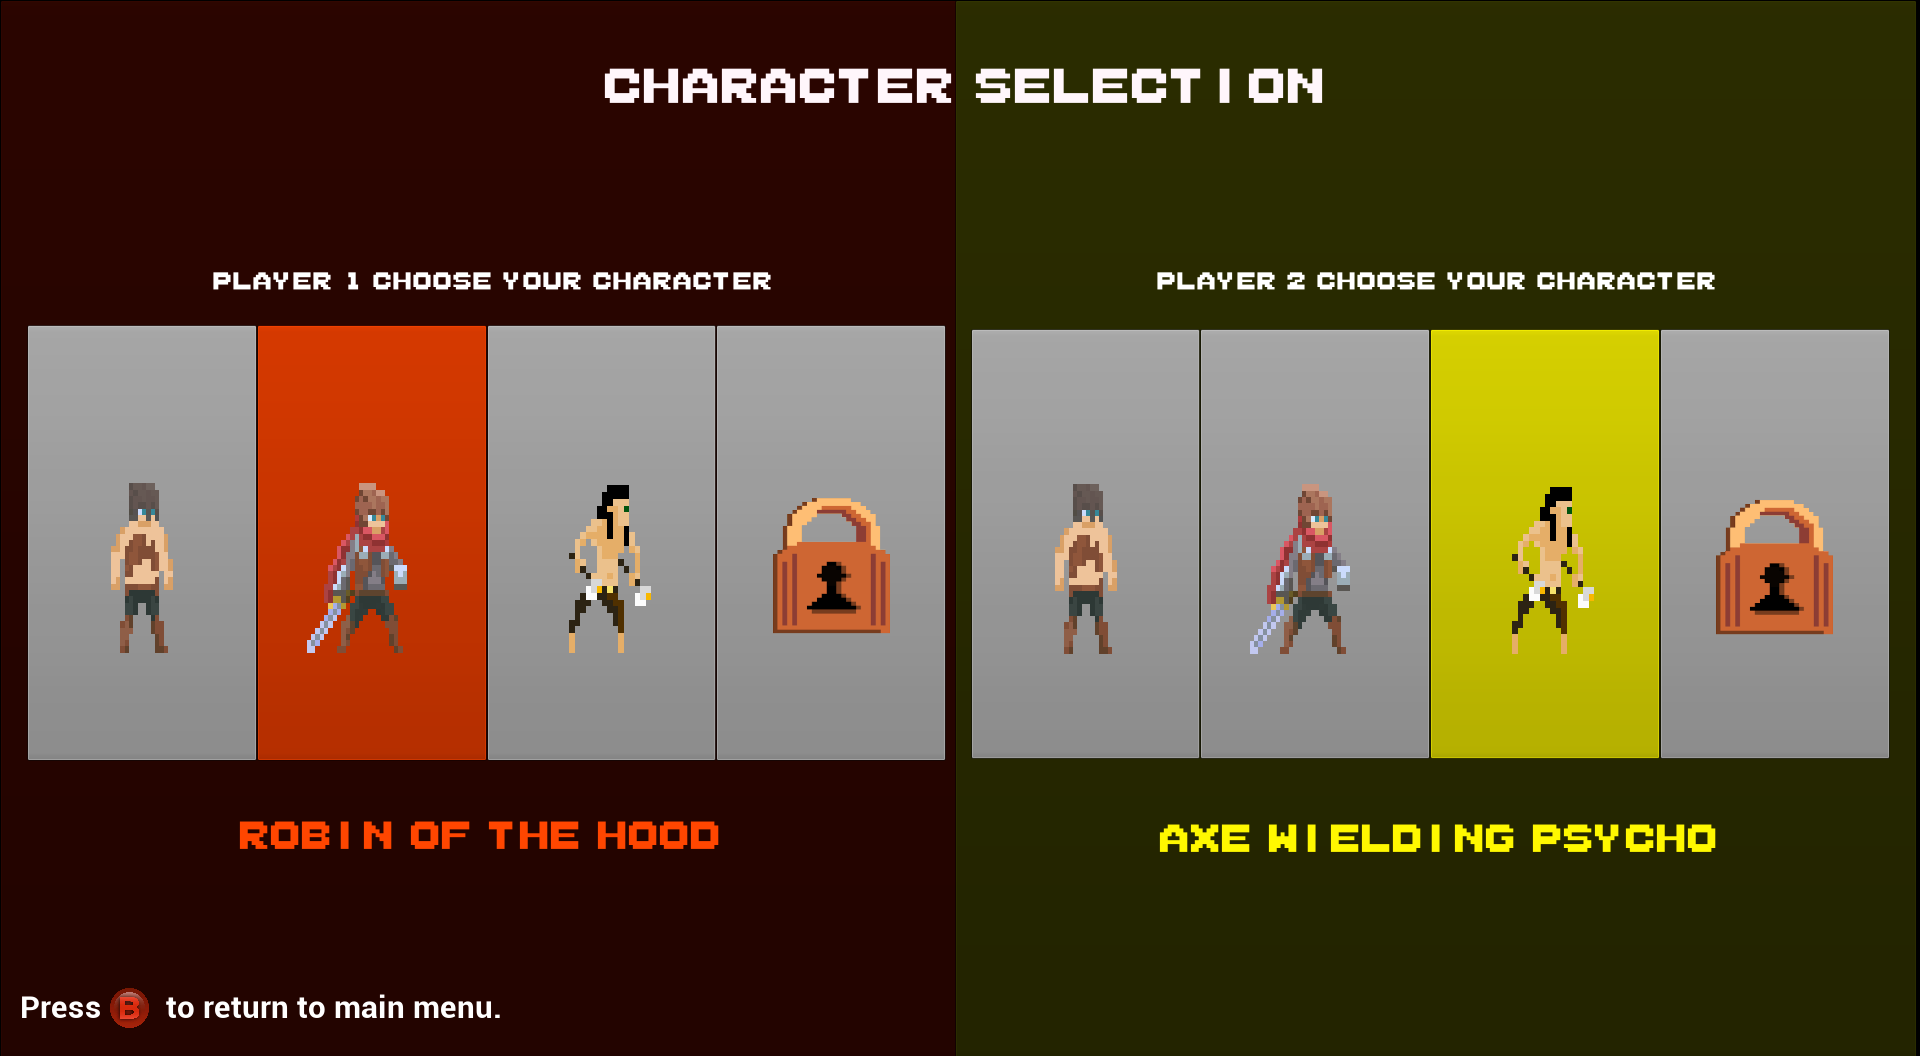 CHARACTER SELECTION
PLAYER 1 CHOOSE YOUR CHARACTER
PLAYER 2 CHOOSE YOUR CHARACTER
ROBIN OF THE HOOD
AXE WIELDING PSYCHO
Press B to return to main menu.